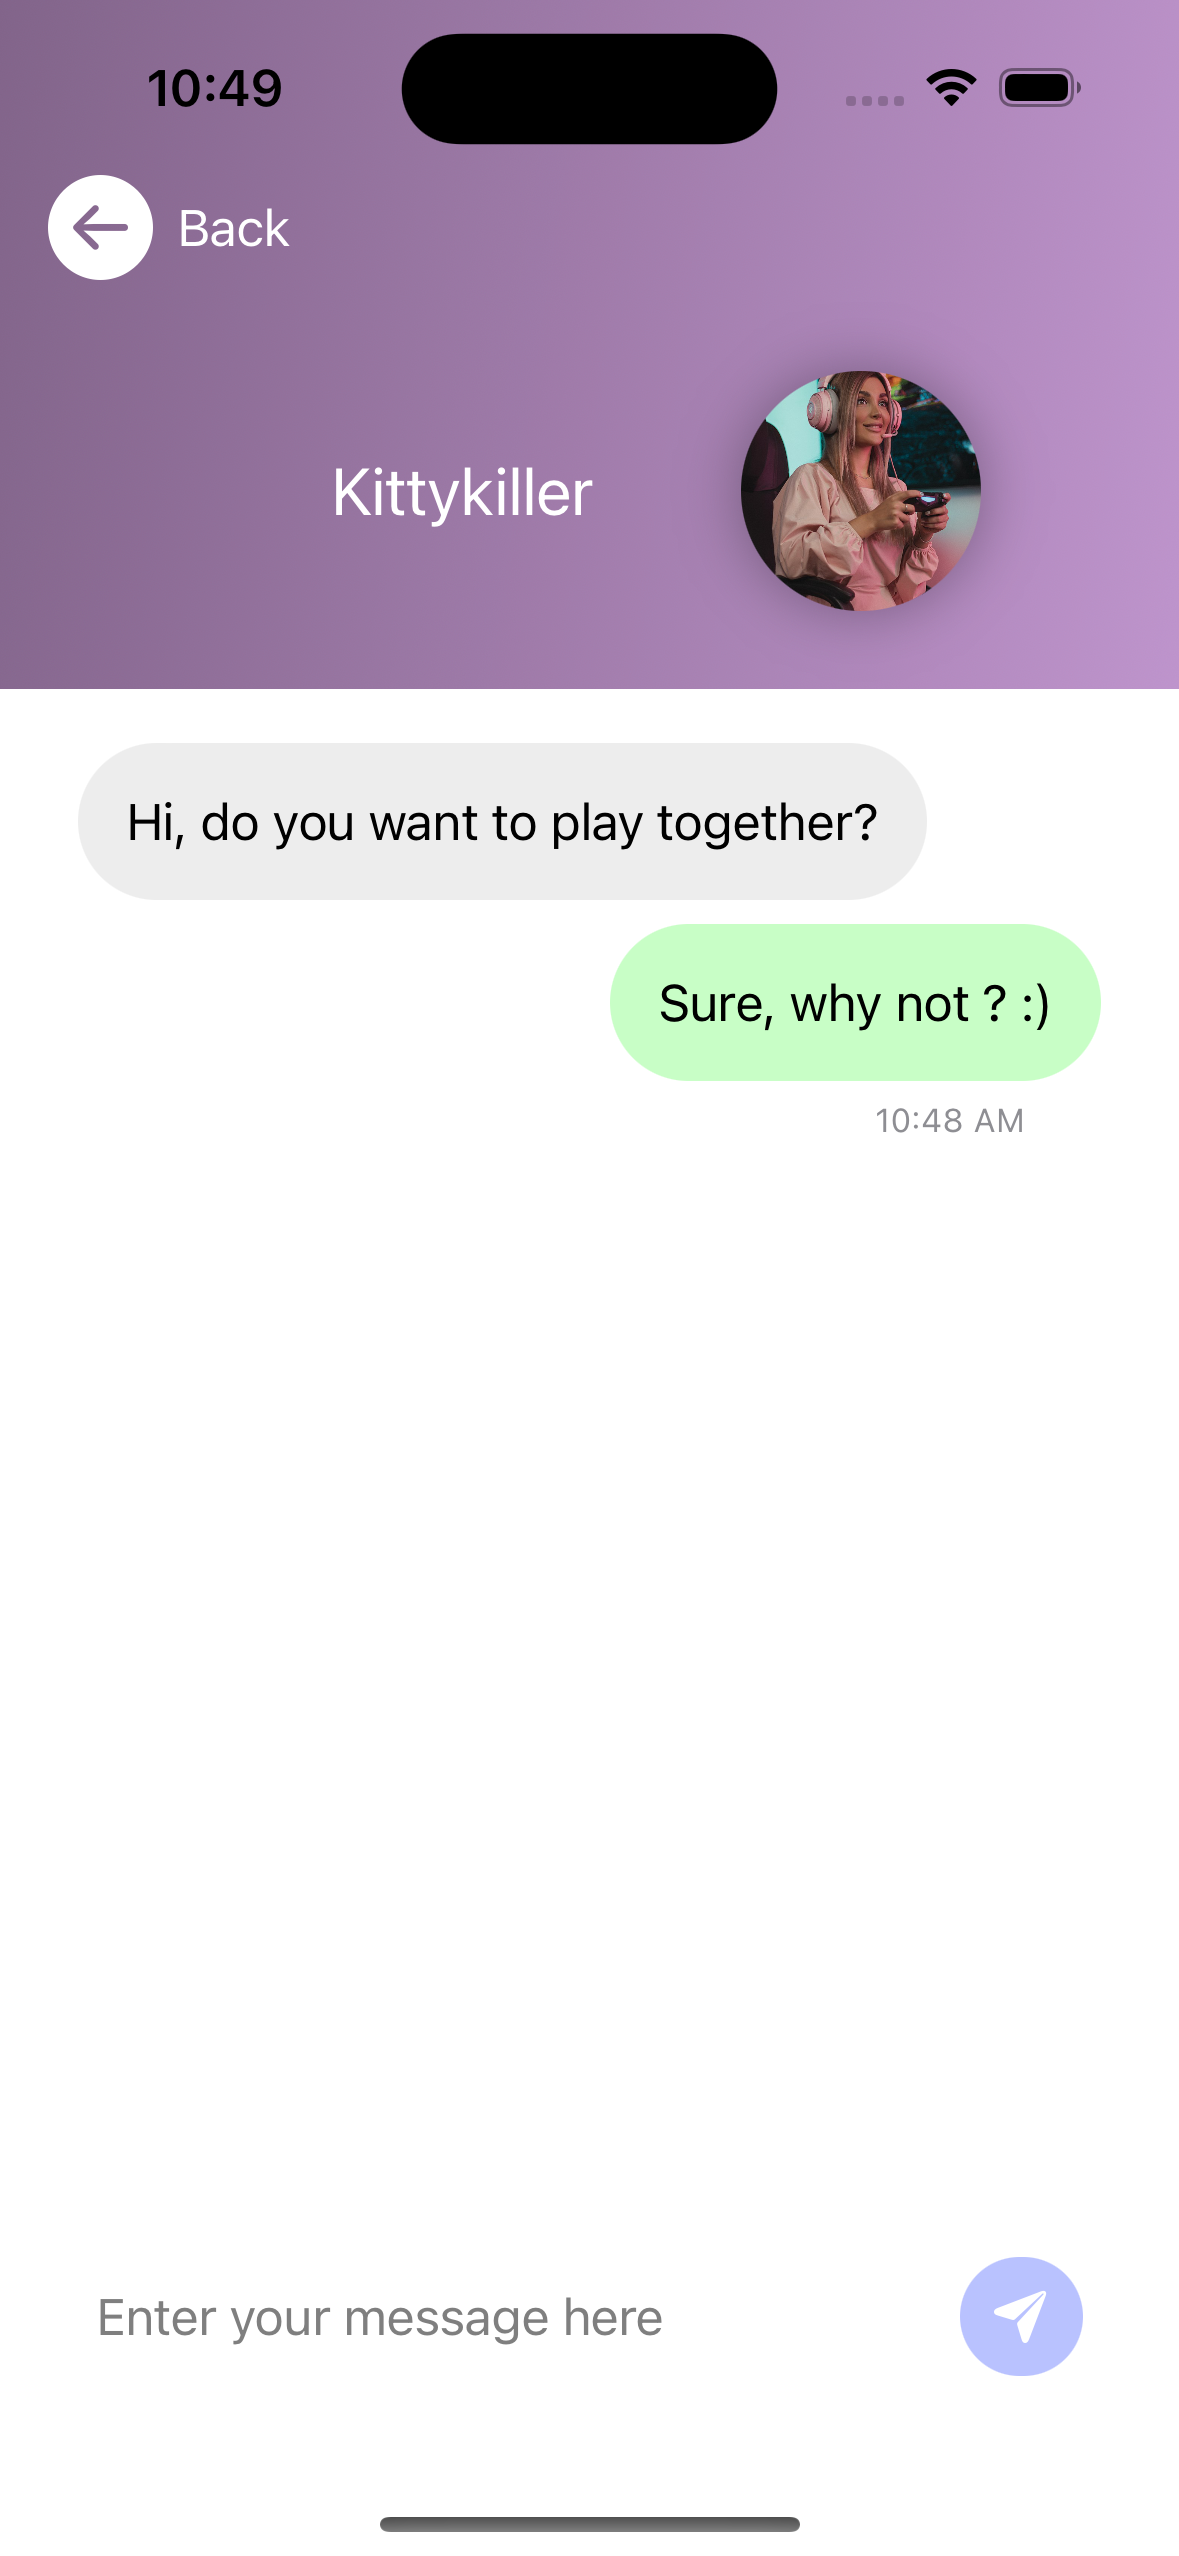 10:49
Back
Kittykiller
Hi, do you want to play together?
Sure, why not ? :)
10:48 AM
Enter your message here